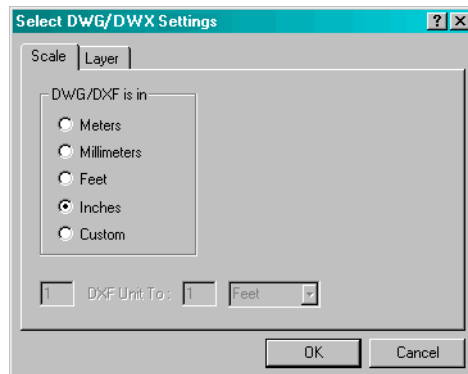 Select DWG/DWX Settings ? X
Scale Layer
DWG/DXF is in
Meters
Millimeters
Feet
Inches
Custom
1 DXF Unit To : 1 Feet
OK Cancel